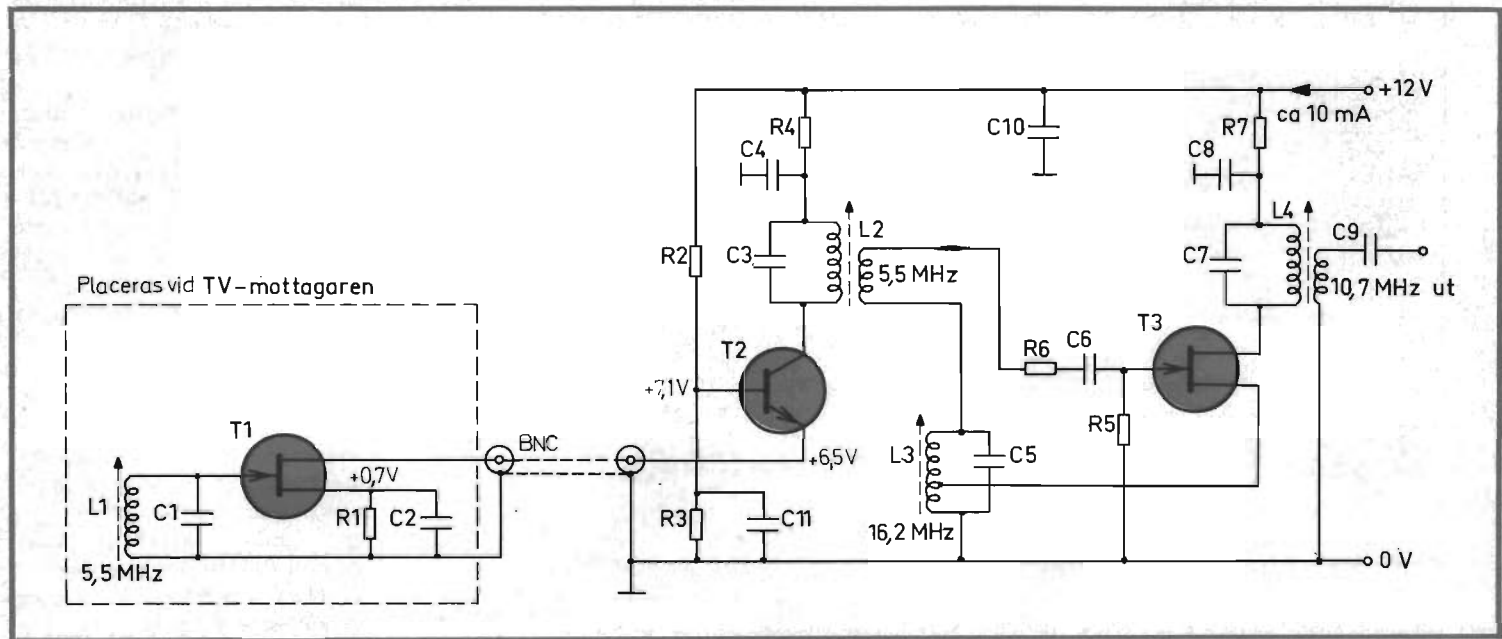 +12 V
ca 10 mA
R4
C10
R7
C4
C8
L2
L4
R2
C3
5,5 MHz
C7
C9
10,7 MHz ut
Placeras vid TV-mottagaren
T2
T3
R6
C6
+7,1V
T1
BNC
R5
+0,7V
+6,5V
L3
C5
L1
C1
R1
C2
R3
C11
16,2 MHz
5,5 MHz
0 V